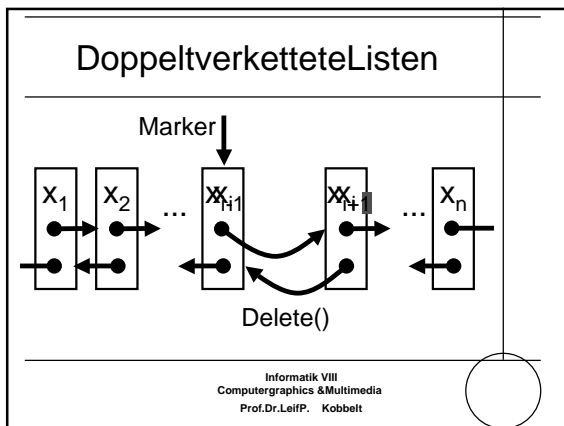 DoppeltverketteteListen
Marker
x1 x2 ... ... xn
Delete()
Informatik VIII
Computergraphics &Multimedia
Prof.Dr.LeifP. Kobbelt